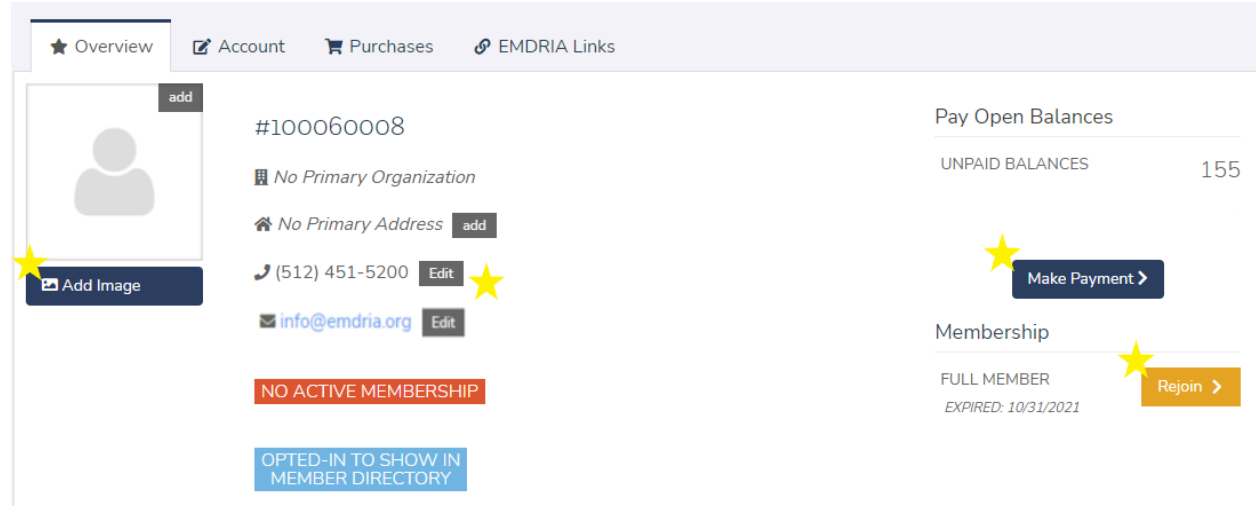 Overview
Account
Purchases
EMDRIA Links
add
#100060008
No Primary Organization
No Primary Address add
(512) 451-5200 Edit
info@emdria.org Edit
Add Image
NO ACTIVE MEMBERSHIP
OPTED-IN TO SHOW IN
MEMBER DIRECTORY
Pay Open Balances
UNPAID BALANCES 155
Make Payment
Membership
FULL MEMBER
EXPIRED: 10/31/2021
Rejoin